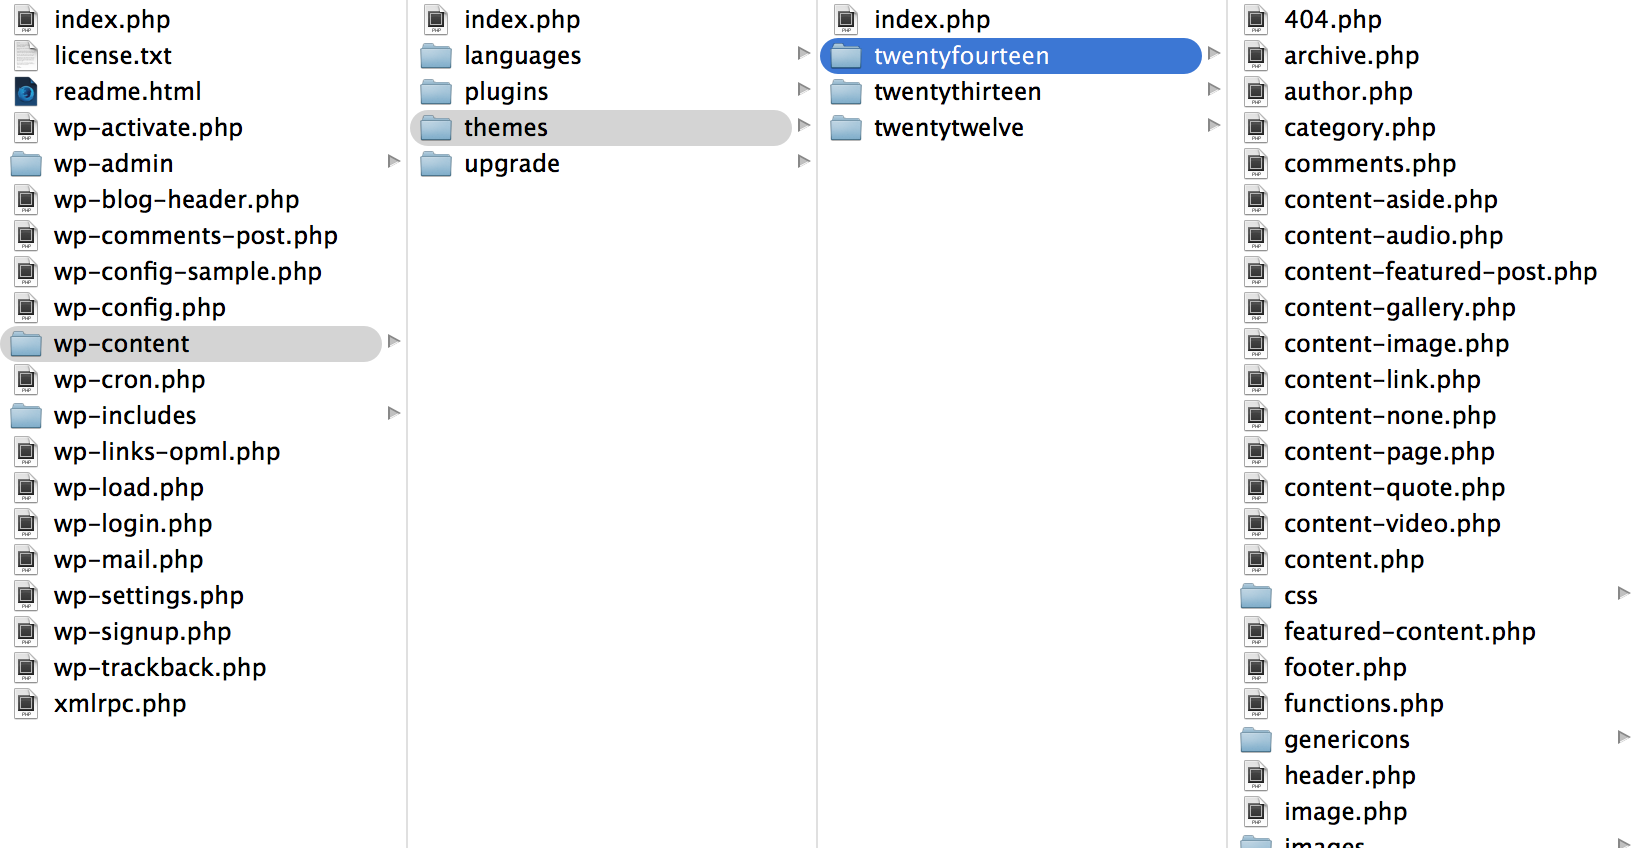 index.php
license.txt
readme.html
wp-activate.php
wp-admin
wp-blog-header.php
wp-comments-post.php
wp-config-sample.php
wp-config.php
wp-content
wp-cron.php
wp-includes
wp-links-opml.php
wp-load.php
wp-login.php
wp-mail.php
wp-settings.php
wp-signup.php
wp-trackback.php
xmlrpc.php
index.php
languages
plugins
themes
upgrade
index.php
twentyfourteen
twentythirteen
twentytwelve
404.php
archive.php
author.php
category.php
comments.php
content-aside.php
content-audio.php
content-featured-post.php
content-gallery.php
content-image.php
content-link.php
content-none.php
content-page.php
content-quote.php
content-video.php
content.php
css
featured-content.php
footer.php
functions.php
genericons
header.php
image.php
images